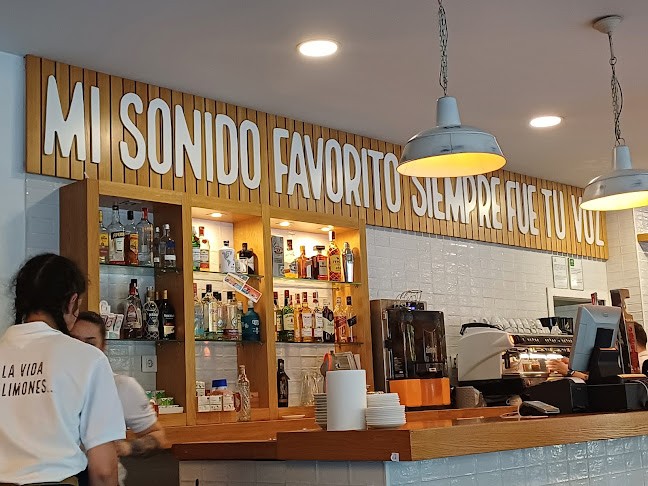 MI SONIDO FAVORITO SIEMPRE FUE TU VOZ
LA VIDA
LIMONES..